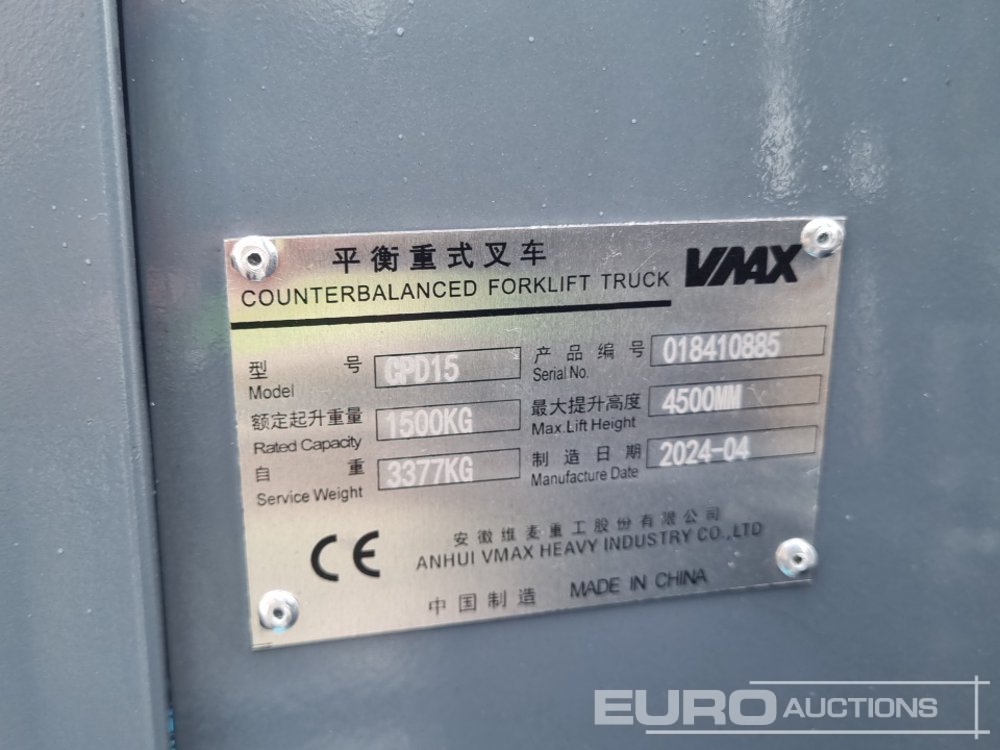 平衡重式叉车
VMAX
COUNTERBALANCED FORKLIFT TRUCK
型 号 CPD15 产品编号 018410885
Model Serial No.
额定起升重量 1500KG 最大提升高度 4500MM
Rated Capacity Max.Lift Height
自 重 3377KG 制造日期 2024-04
Service Weight Manufacture Date
安徽维麦重工股份有限公司
CE ANHUI VMAX HEAVY INDUSTRY CO.,LTD
中国制造 MADE IN CHINA
EURO AUCTIONS